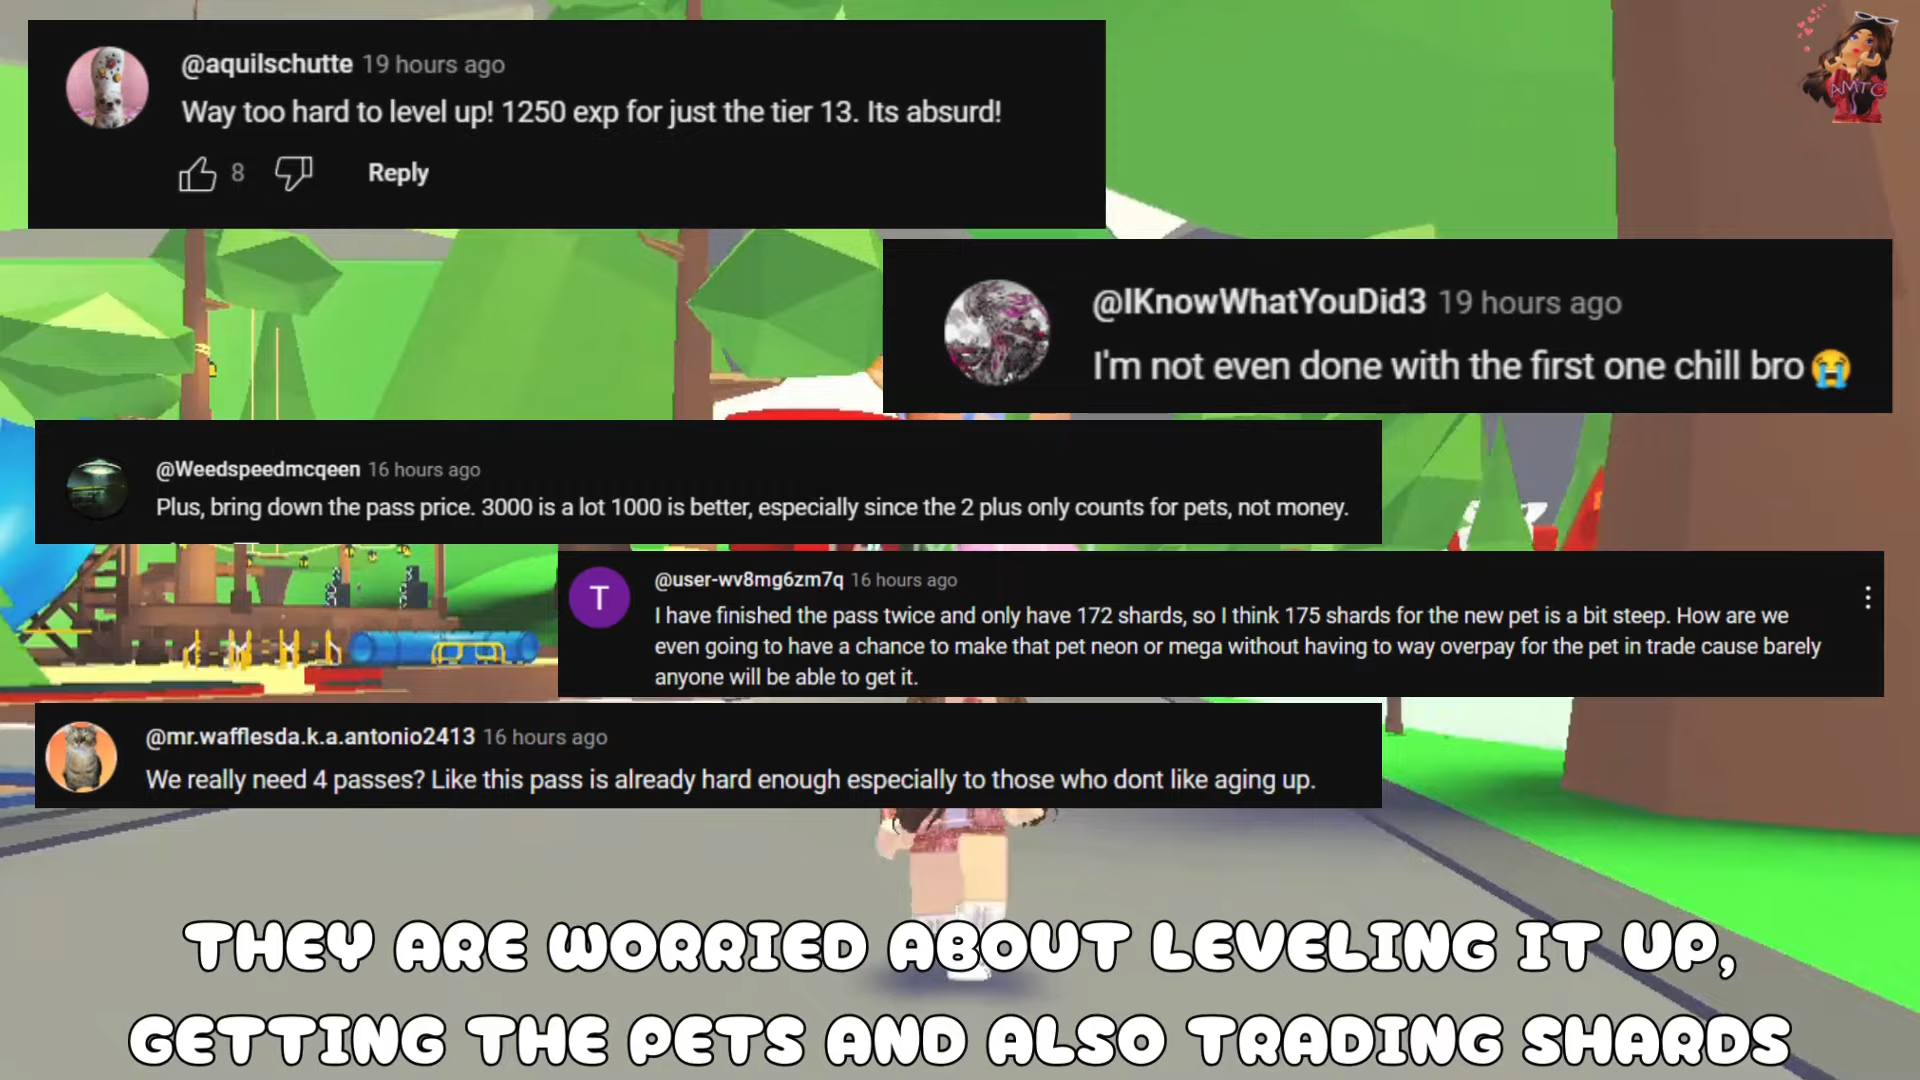 @aquilschutte 19 hours ago
Way too hard to level up! 1250 exp for just the tier 13. Its absurd!
8 Reply
AMTC
@IKnowWhatYouDid3 19 hours ago
I'm not even done with the first one chill bro😭
@Weedspeedmcqeen 16 hours ago
Plus, bring down the pass price. 3000 is a lot 1000 is better, especially since the 2 plus only counts for pets, not money.
T
@user-wv8mg6zm7q 16 hours ago
I have finished the pass twice and only have 172 shards, so I think 175 shards for the new pet is a bit steep. How are we
even going to have a chance to make that pet neon or mega without having to way overpay for the pet in trade cause barely
anyone will be able to get it.
@mr.wafflesda.k.a.antonio2413 16 hours ago
We really need 4 passes? Like this pass is already hard enough especially to those who dont like aging up.
THEY ARE WORRIED ABOUT LEVELING IT UP,
GETTING THE PETS AND ALSO TRADING SHARDS